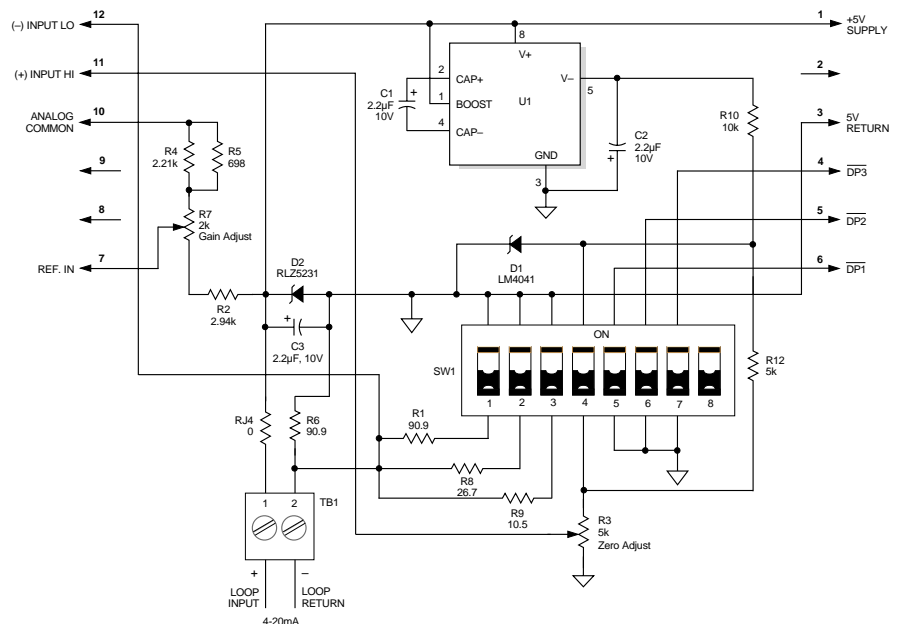 12
(–) INPUT LO
11
(+) INPUT HI
10
ANALOG
COMMON
9
8
7
REF. IN
1
+5V
SUPPLY
2
3
5V
RETURN
4
DP3
5
DP2
6
DP1
8
V+
2
CAP+
1
BOOST
4
CAP–
U1
V–
5
GND
3
C1
2.2µF
10V
+
C2
2.2µF
10V
+
R10
10k
R4
2.21k
R5
698
R7
2k
Gain Adjust
D2
RLZ5231
D1
LM4041
R2
2.94k
+
C3
2.2µF, 10V
ON
SW1
1 2 3 4 5 6 7 8
R12
5k
RJ4
0
R6
90.9
R1
90.9
R8
26.7
R9
10.5
R3
5k
Zero Adjust
1 2
TB1
+ –
LOOP
INPUT
LOOP
RETURN
4-20mA